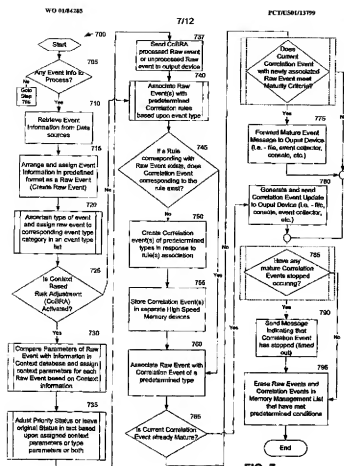 WO 01/84285
PCT/US01/13799
7/12
700
Start
705
Any Event Info to
Process?
No
Goto
Step
Yes
710
Retrieve Event
Information from Data
sources
715
Arrange and assign Event
Information in predefined
format as a Raw Event
(Create Raw Event)
720
Ascertain type of event
and assign raw event to
corresponding event type
category in an event type
list
725
Is Context
Based
Risk Adjustment
(CoBRA)
Activated?
No
Yes
730
Compare Parameters of Raw
Event with Information in
Context database and assign
context parameters for each
Raw Event based on Context
information
735
Adjust Priority Status or leave
original Status in tact based
upon assigned context
parameters or type
parameters or both
737
Send CoBRA
processed Raw event
or unprocessed Raw
event to output device
740
Associate Raw
Event(s) with
predetermined
Correlation rules
based upon event type
745
If a Rule
corresponding with
Raw Event exists, does
Correlation Event
corresponding to the
rule exist?
Yes
No
750
Create Correlation
event(s) of predetermined
types in response to
rule(s) association
755
Store Correlation Event(s)
in separate High Speed
Memory devices
760
Associate Raw Event with
Correlation Event of a
predetermined type
765
Is Current Correlation
Event already Mature?
No
Yes
Does
Current
Correlation Event
with newly associated
Raw Event meet
Maturity Criteria?
No
Yes
775
Forward Mature Event
Message to Ouput Device
(i.e. - file, event collector,
console, etc.)
780
Generate and send
Correlation Event Update
to Ouput Device (i.e. - file,
console, event collector,
etc.)
785
Have any
mature Correlation
Events stopped
occuring?
No
Yes
790
Send Message
Indicating that
Correlation Event
has stopped (timed
out)
795
Erase Raw Events and
Correlation Events in
Memory Management List
that have met
predetermined conditions
End